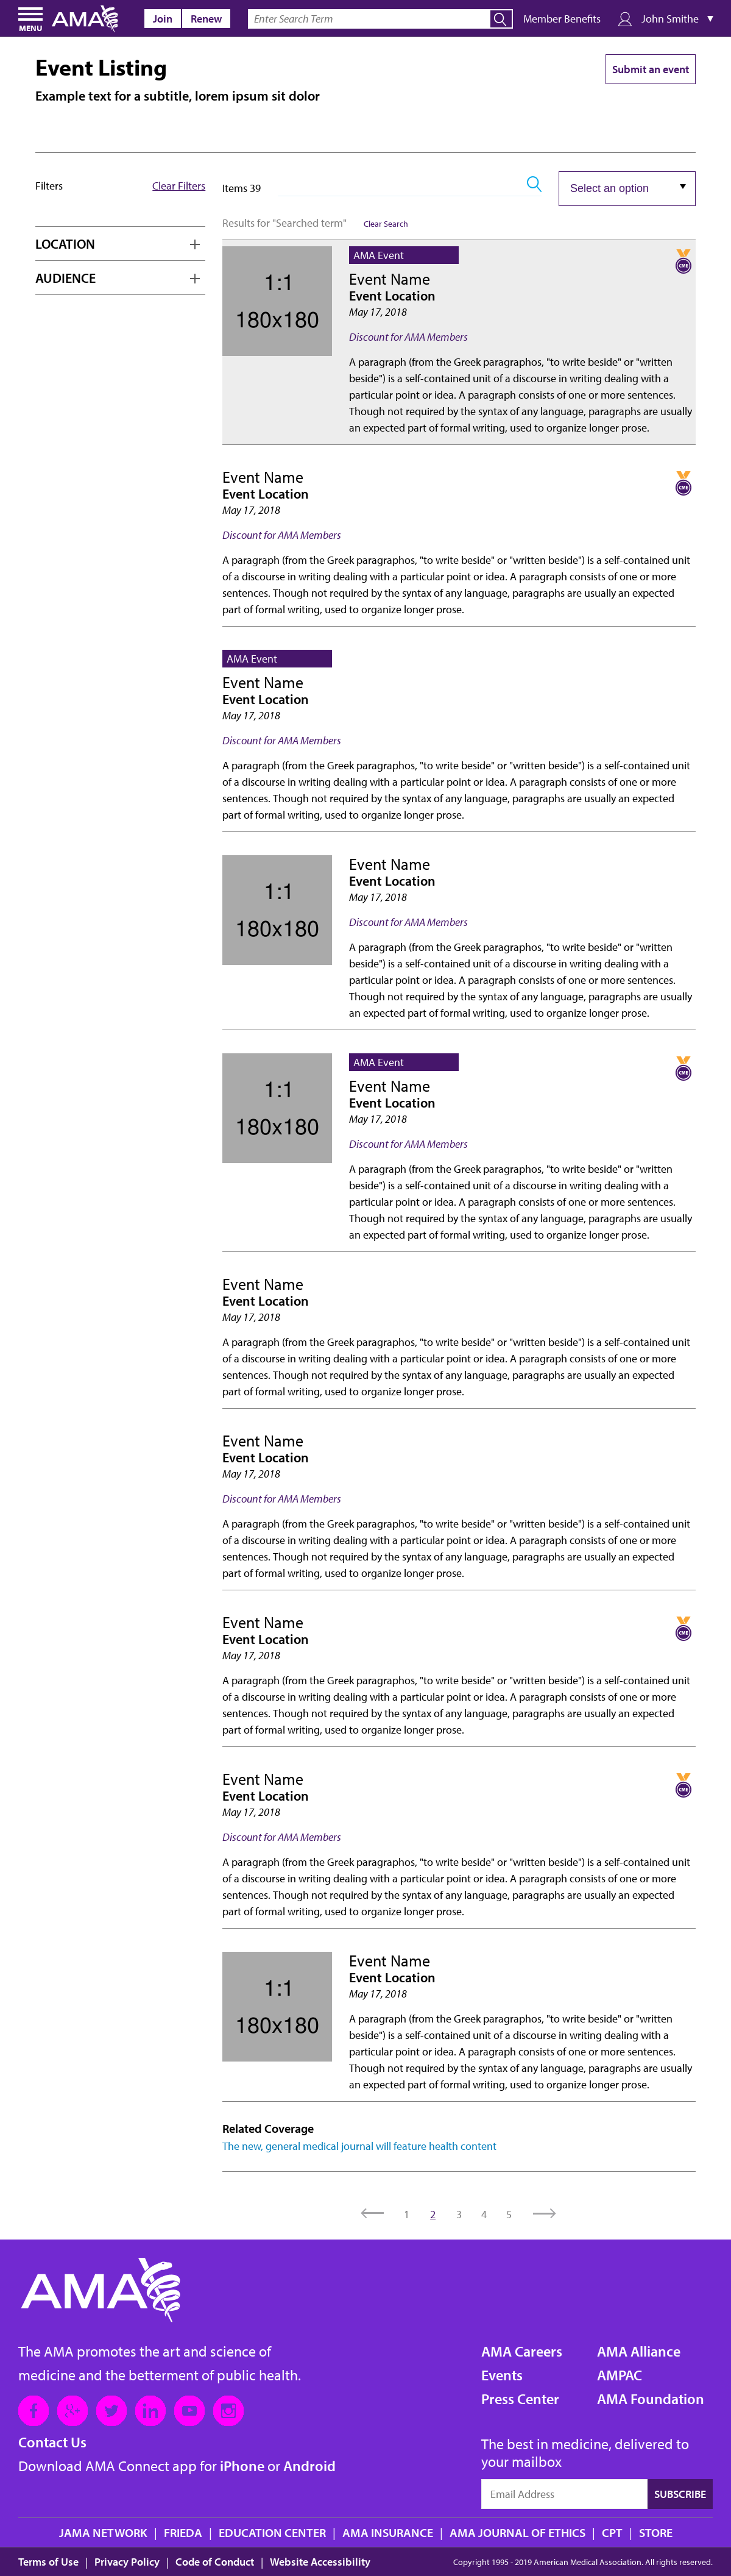 MENU
AMA
Join
Renew
Enter Search Term
Member Benefits
John Smithe
Event Listing
Submit an event
Example text for a subtitle, lorem ipsum sit dolor
Filters
Clear Filters
Items 39
Select an option
Results for "Searched term"
Clear Search
LOCATION
AUDIENCE
1:1
180x180
AMA Event
CME
Event Name
Event Location
May 17, 2018
Discount for AMA Members
A paragraph (from the Greek paragraphos, "to write beside" or "written
beside") is a self-contained unit of a discourse in writing dealing with a
particular point or idea. A paragraph consists of one or more sentences.
Though not required by the syntax of any language, paragraphs are usually
an expected part of formal writing, used to organize longer prose.
Event Name
CME
Event Location
May 17, 2018
Discount for AMA Members
A paragraph (from the Greek paragraphos, "to write beside" or "written beside") is a self-contained unit
of a discourse in writing dealing with a particular point or idea. A paragraph consists of one or more
sentences. Though not required by the syntax of any language, paragraphs are usually an expected
part of formal writing, used to organize longer prose.
AMA Event
Event Name
Event Location
May 17, 2018
Discount for AMA Members
A paragraph (from the Greek paragraphos, "to write beside" or "written beside") is a self-contained unit
of a discourse in writing dealing with a particular point or idea. A paragraph consists of one or more
sentences. Though not required by the syntax of any language, paragraphs are usually an expected
part of formal writing, used to organize longer prose.
1:1
180x180
Event Name
Event Location
May 17, 2018
Discount for AMA Members
A paragraph (from the Greek paragraphos, "to write beside" or "written
beside") is a self-contained unit of a discourse in writing dealing with a
particular point or idea. A paragraph consists of one or more sentences.
Though not required by the syntax of any language, paragraphs are usually
an expected part of formal writing, used to organize longer prose.
1:1
180x180
AMA Event
CME
Event Name
Event Location
May 17, 2018
Discount for AMA Members
A paragraph (from the Greek paragraphos, "to write beside" or "written
beside") is a self-contained unit of a discourse in writing dealing with a
particular point or idea. A paragraph consists of one or more sentences.
Though not required by the syntax of any language, paragraphs are usually
an expected part of formal writing, used to organize longer prose.
Event Name
Event Location
May 17, 2018
A paragraph (from the Greek paragraphos, "to write beside" or "written beside") is a self-contained unit
of a discourse in writing dealing with a particular point or idea. A paragraph consists of one or more
sentences. Though not required by the syntax of any language, paragraphs are usually an expected
part of formal writing, used to organize longer prose.
Event Name
Event Location
May 17, 2018
Discount for AMA Members
A paragraph (from the Greek paragraphos, "to write beside" or "written beside") is a self-contained unit
of a discourse in writing dealing with a particular point or idea. A paragraph consists of one or more
sentences. Though not required by the syntax of any language, paragraphs are usually an expected
part of formal writing, used to organize longer prose.
Event Name
CME
Event Location
May 17, 2018
A paragraph (from the Greek paragraphos, "to write beside" or "written beside") is a self-contained unit
of a discourse in writing dealing with a particular point or idea. A paragraph consists of one or more
sentences. Though not required by the syntax of any language, paragraphs are usually an expected
part of formal writing, used to organize longer prose.
Event Name
CME
Event Location
May 17, 2018
Discount for AMA Members
A paragraph (from the Greek paragraphos, "to write beside" or "written beside") is a self-contained unit
of a discourse in writing dealing with a particular point or idea. A paragraph consists of one or more
sentences. Though not required by the syntax of any language, paragraphs are usually an expected
part of formal writing, used to organize longer prose.
1:1
180x180
Event Name
Event Location
May 17, 2018
A paragraph (from the Greek paragraphos, "to write beside" or "written
beside") is a self-contained unit of a discourse in writing dealing with a
particular point or idea. A paragraph consists of one or more sentences.
Though not required by the syntax of any language, paragraphs are usually
an expected part of formal writing, used to organize longer prose.
Related Coverage
The new, general medical journal will feature health content
1 2 3 4 5
AMA
The AMA promotes the art and science of
medicine and the betterment of public health.
Contact Us
Download AMA Connect app for iPhone or Android
AMA Careers
AMA Alliance
Events
AMPAC
Press Center
AMA Foundation
The best in medicine, delivered to
your mailbox
Email Address
SUBSCRIBE
JAMA NETWORK | FRIEDA | EDUCATION CENTER | AMA INSURANCE | AMA JOURNAL OF ETHICS | CPT | STORE
Terms of Use | Privacy Policy | Code of Conduct | Website Accessibility
Copyright 1995 - 2019 American Medical Association. All rights reserved.